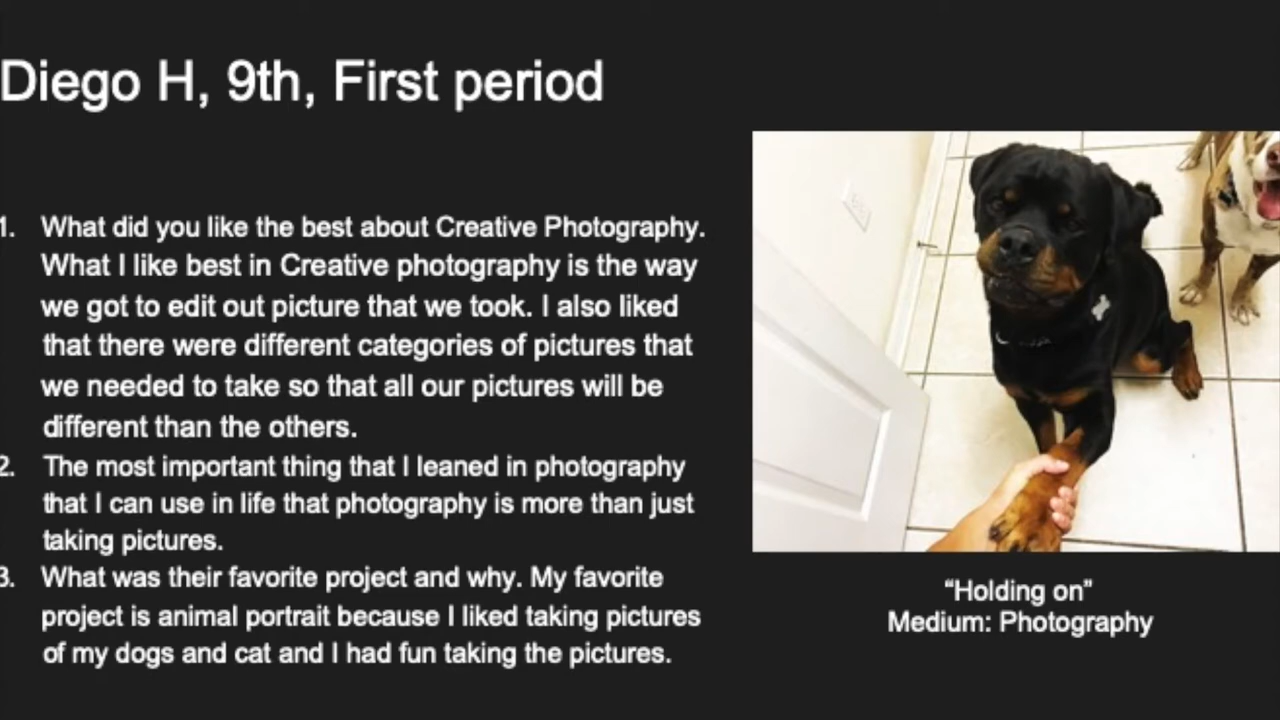 Diego H, 9th, First period
1. What did you like the best about Creative Photography.
What I like best in Creative photography is the way
we got to edit out picture that we took. I also liked
that there were different categories of pictures that
we needed to take so that all our pictures will be
different than the others.
2. The most important thing that I leaned in photography
that I can use in life that photography is more than just
taking pictures.
3. What was their favorite project and why. My favorite
project is animal portrait because I liked taking pictures
of my dogs and cat and I had fun taking the pictures.
“Holding on”
Medium: Photography